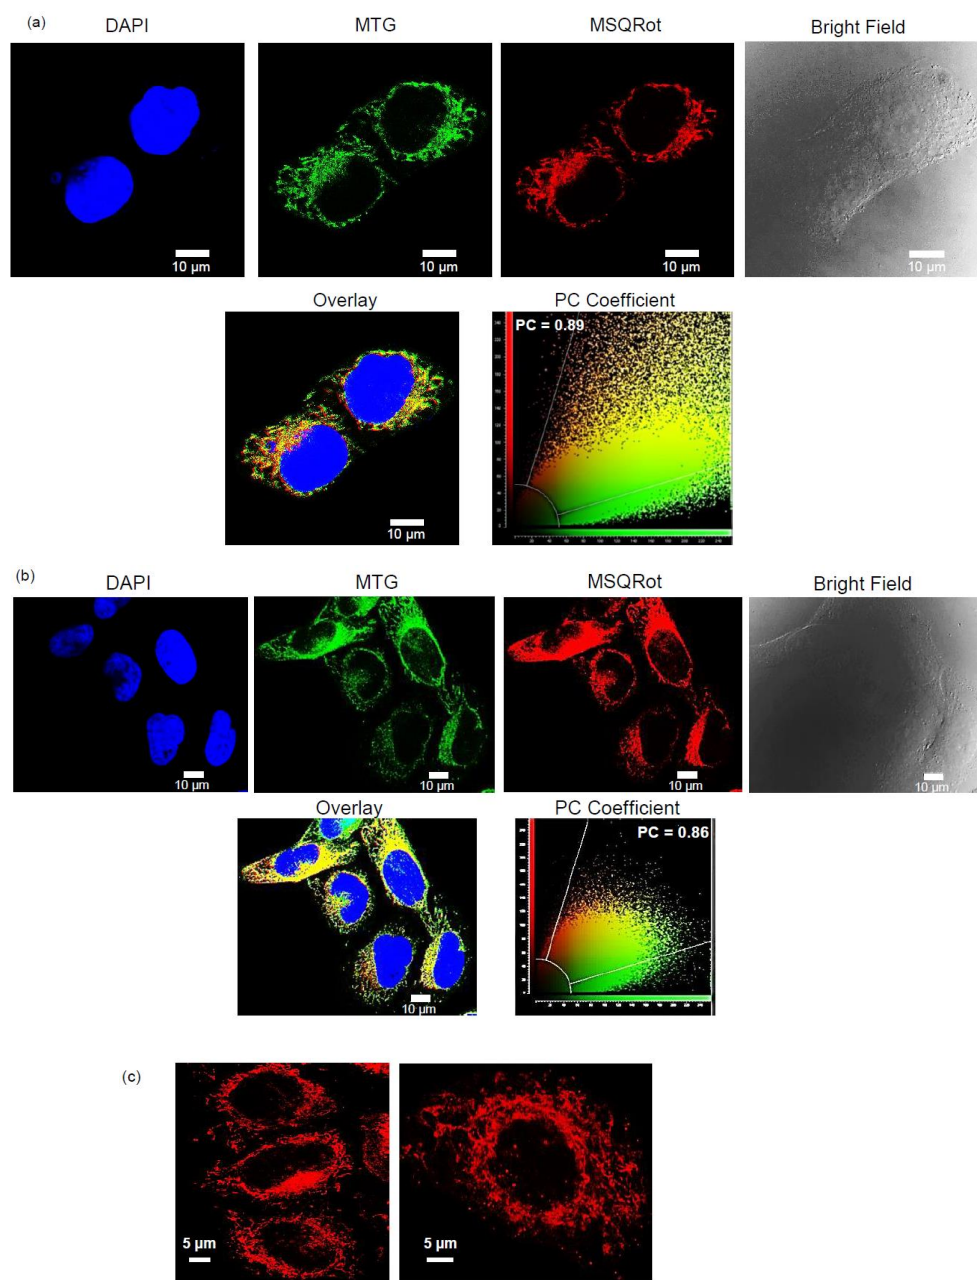 (a)
DAPI MTG MSQRot Bright Field
10 µm 10 µm 10 µm 10 µm
Overlay PC Coefficient
PC = 0.89
10 µm
(b)
DAPI MTG MSQRot Bright Field
10 µm 10 µm 10 µm 10 µm
Overlay PC Coefficient
PC = 0.86
10 µm
(c)
5 µm 5 µm